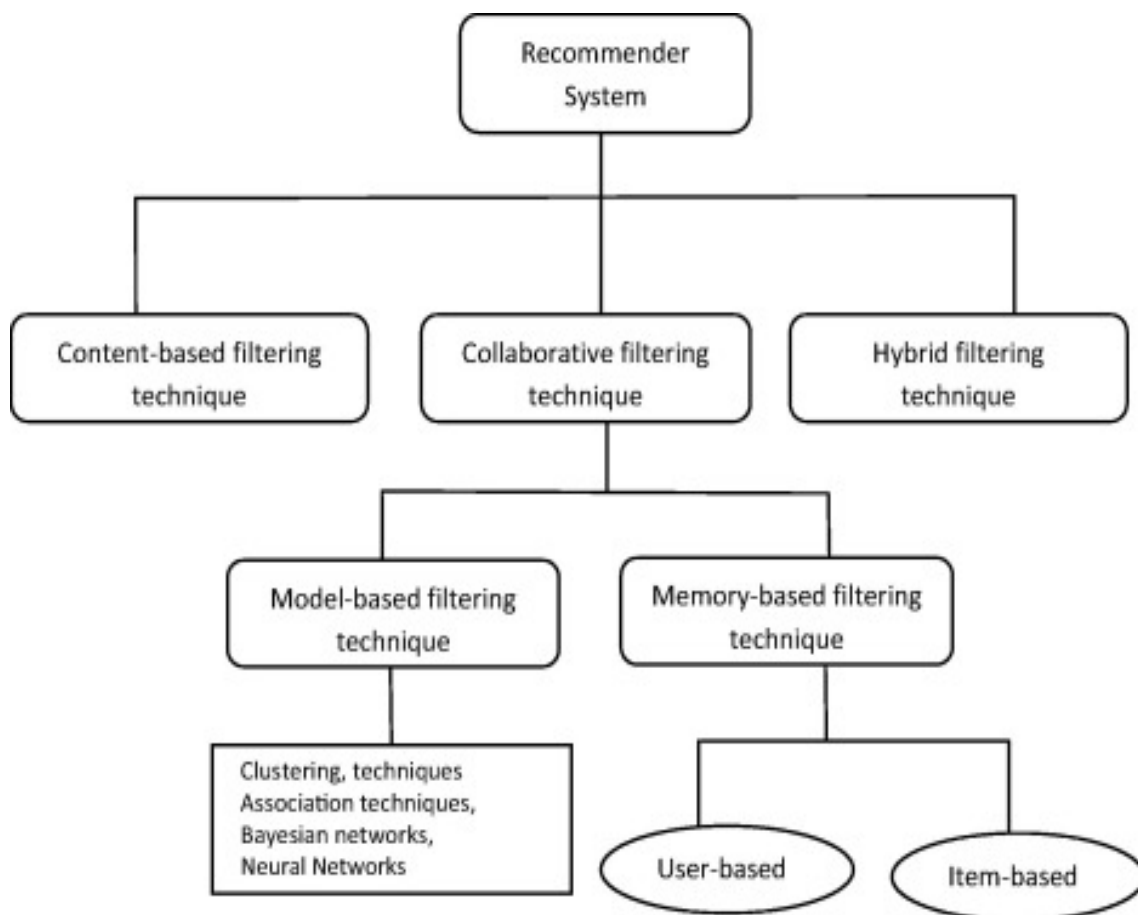 Recommender
System
Content-based filtering
technique
Collaborative filtering
technique
Hybrid filtering
technique
Model-based filtering
technique
Memory-based filtering
technique
Clustering, techniques
Association techniques,
Bayesian networks,
Neural Networks
User-based
Item-based